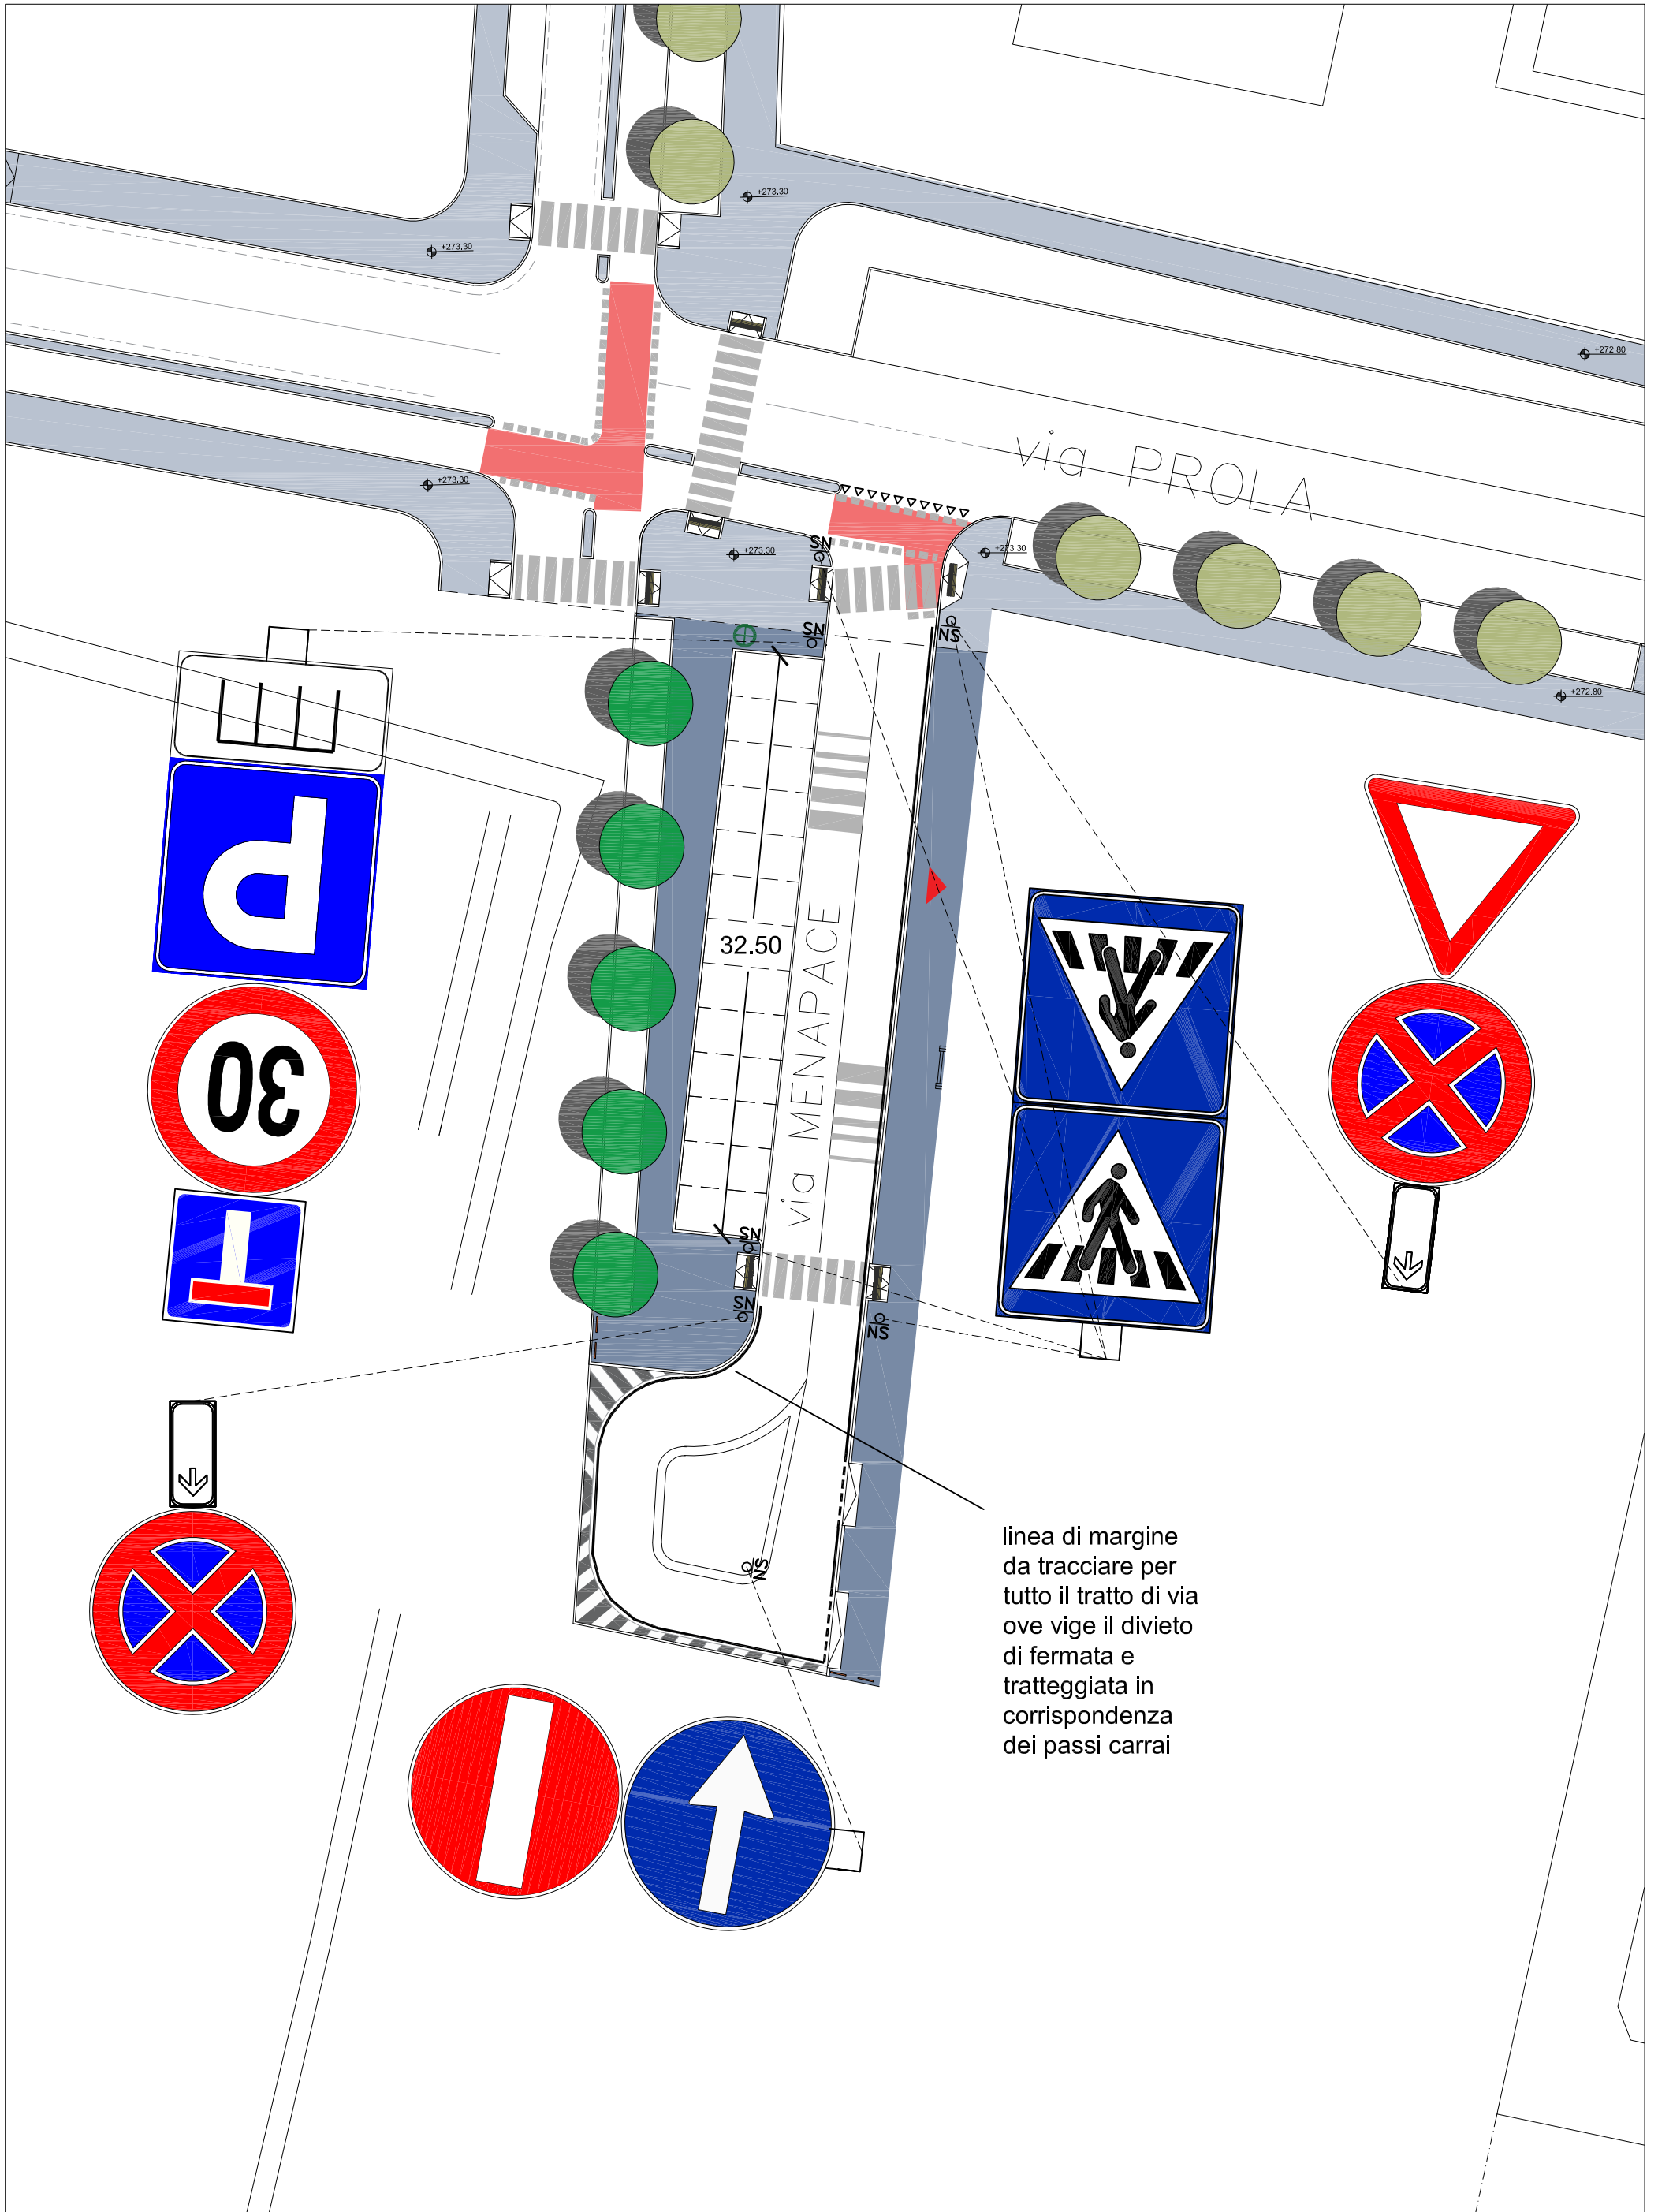 +273.30
+273.30
+272.80
via PROLA
+273.30
+273.30
+273.30
SN
SN
NS
+272.80
P
32.50
via MENAPACE
30
SN
SN
NS
linea di margine
da tracciare per
tutto il tratto di via
ove vige il divieto
di fermata e
tratteggiata in
corrispondenza
dei passi carrai
NS